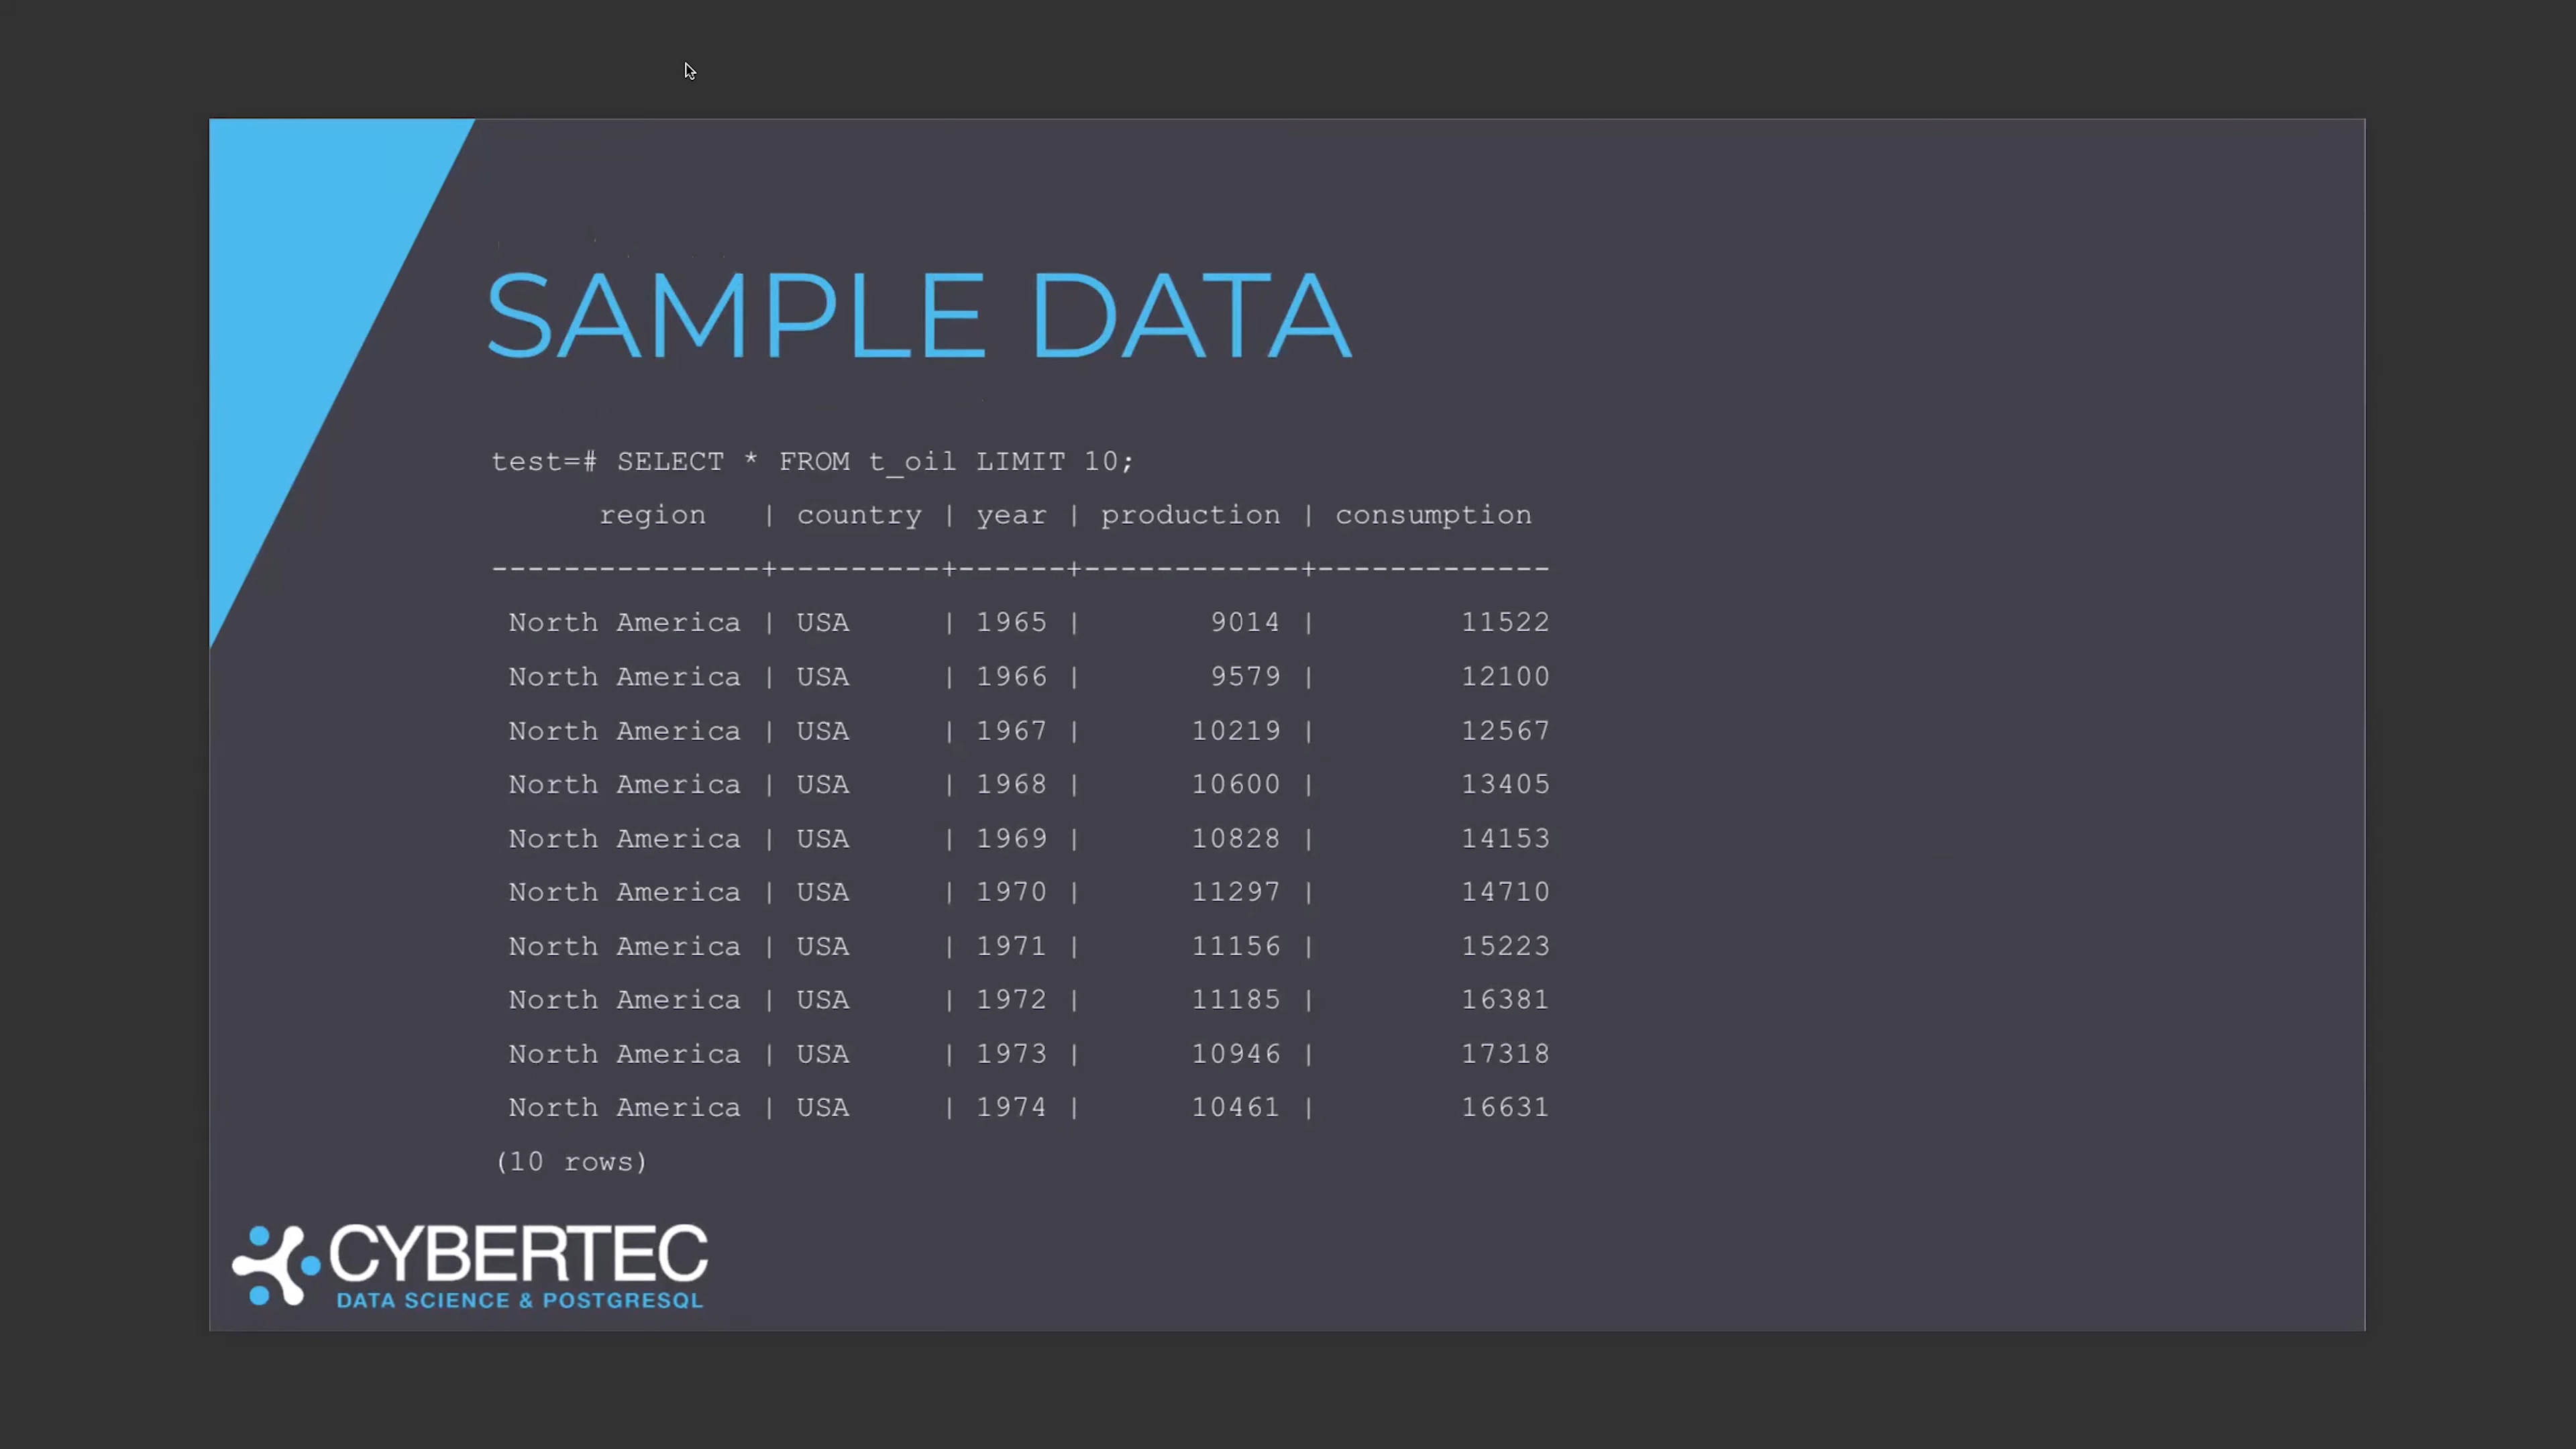 SAMPLE DATA
test=# SELECT * FROM t_oil LIMIT 10;
      region   | country | year | production | consumption
---------------+---------+------+------------+-------------
 North America | USA     | 1965 |       9014 |        11522
 North America | USA     | 1966 |       9579 |        12100
 North America | USA     | 1967 |      10219 |        12567
 North America | USA     | 1968 |      10600 |        13405
 North America | USA     | 1969 |      10828 |        14153
 North America | USA     | 1970 |      11297 |        14710
 North America | USA     | 1971 |      11156 |        15223
 North America | USA     | 1972 |      11185 |        16381
 North America | USA     | 1973 |      10946 |        17318
 North America | USA     | 1974 |      10461 |        16631
(10 rows)
CYBERTEC
DATA SCIENCE & POSTGRESQL